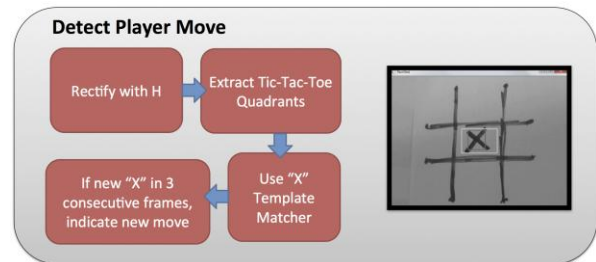 Detect Player Move
Rectify with H
Extract Tic-Tac-Toe
Quadrants
Use "X"
Template
Matcher
If new "X" in 3
consecutive frames,
indicate new move
X